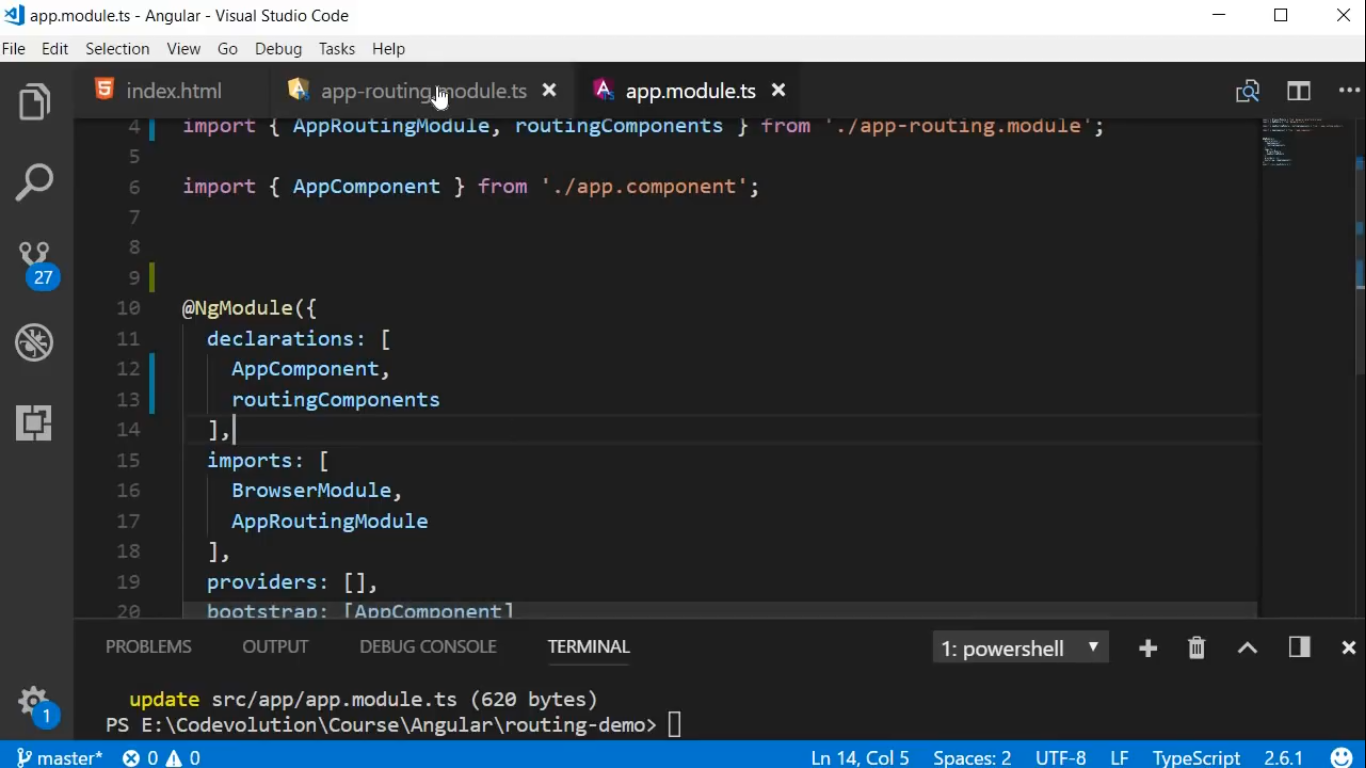 app.module.ts - Angular - Visual Studio Code
File Edit Selection View Go Debug Tasks Help
index.html app-routing.module.ts app.module.ts
4 import { AppRoutingModule, routingComponents } from './app-routing.module';
5
6 import { AppComponent } from './app.component';
7
8
9
10 @NgModule({
11 declarations: [
12 AppComponent,
13 routingComponents
14 ],
15 imports: [
16 BrowserModule,
17 AppRoutingModule
18 ],
19 providers: [],
20 bootstrap: [AppComponent]
27
1
PROBLEMS OUTPUT DEBUG CONSOLE TERMINAL 1: powershell
update src/app/app.module.ts (620 bytes)
PS E:\Codevolution\Course\Angular\routing-demo>
master* 0 0 Ln 14, Col 5 Spaces: 2 UTF-8 LF TypeScript 2.6.1